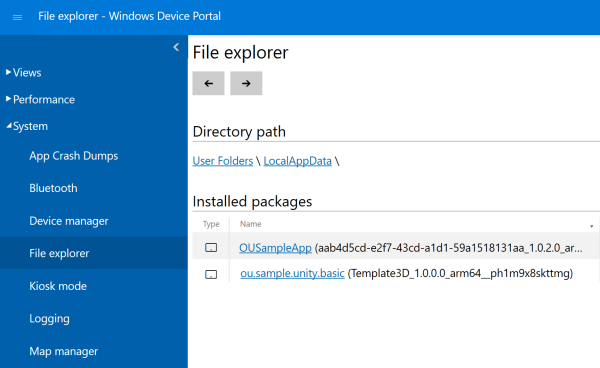 File explorer - Windows Device Portal
Views
Performance
System
App Crash Dumps
Bluetooth
Device manager
File explorer
Kiosk mode
Logging
Map manager
File explorer
Directory path
User Folders \ LocalAppData \
Installed packages
Type Name
OUSampleApp (aab4d5cd-e2f7-43cd-a1d1-59a1518131aa_1.0.2.0_ar...
ou.sample.unity.basic (Template3D_1.0.0.0_arm64__ph1m9x8skttmg)